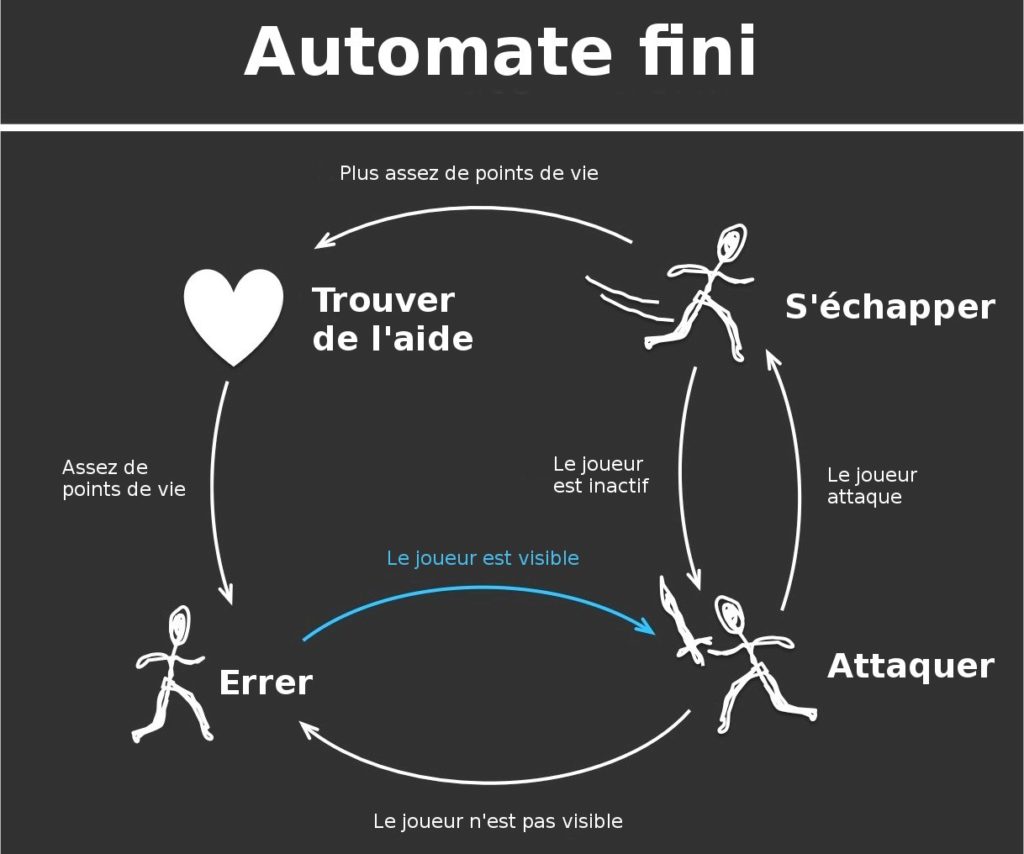 Automate fini
Plus assez de points de vie
Trouver
de l'aide
S'échapper
Assez de
points de vie
Le joueur
est inactif
Le joueur
attaque
Le joueur est visible
Errer
Attaquer
Le joueur n'est pas visible